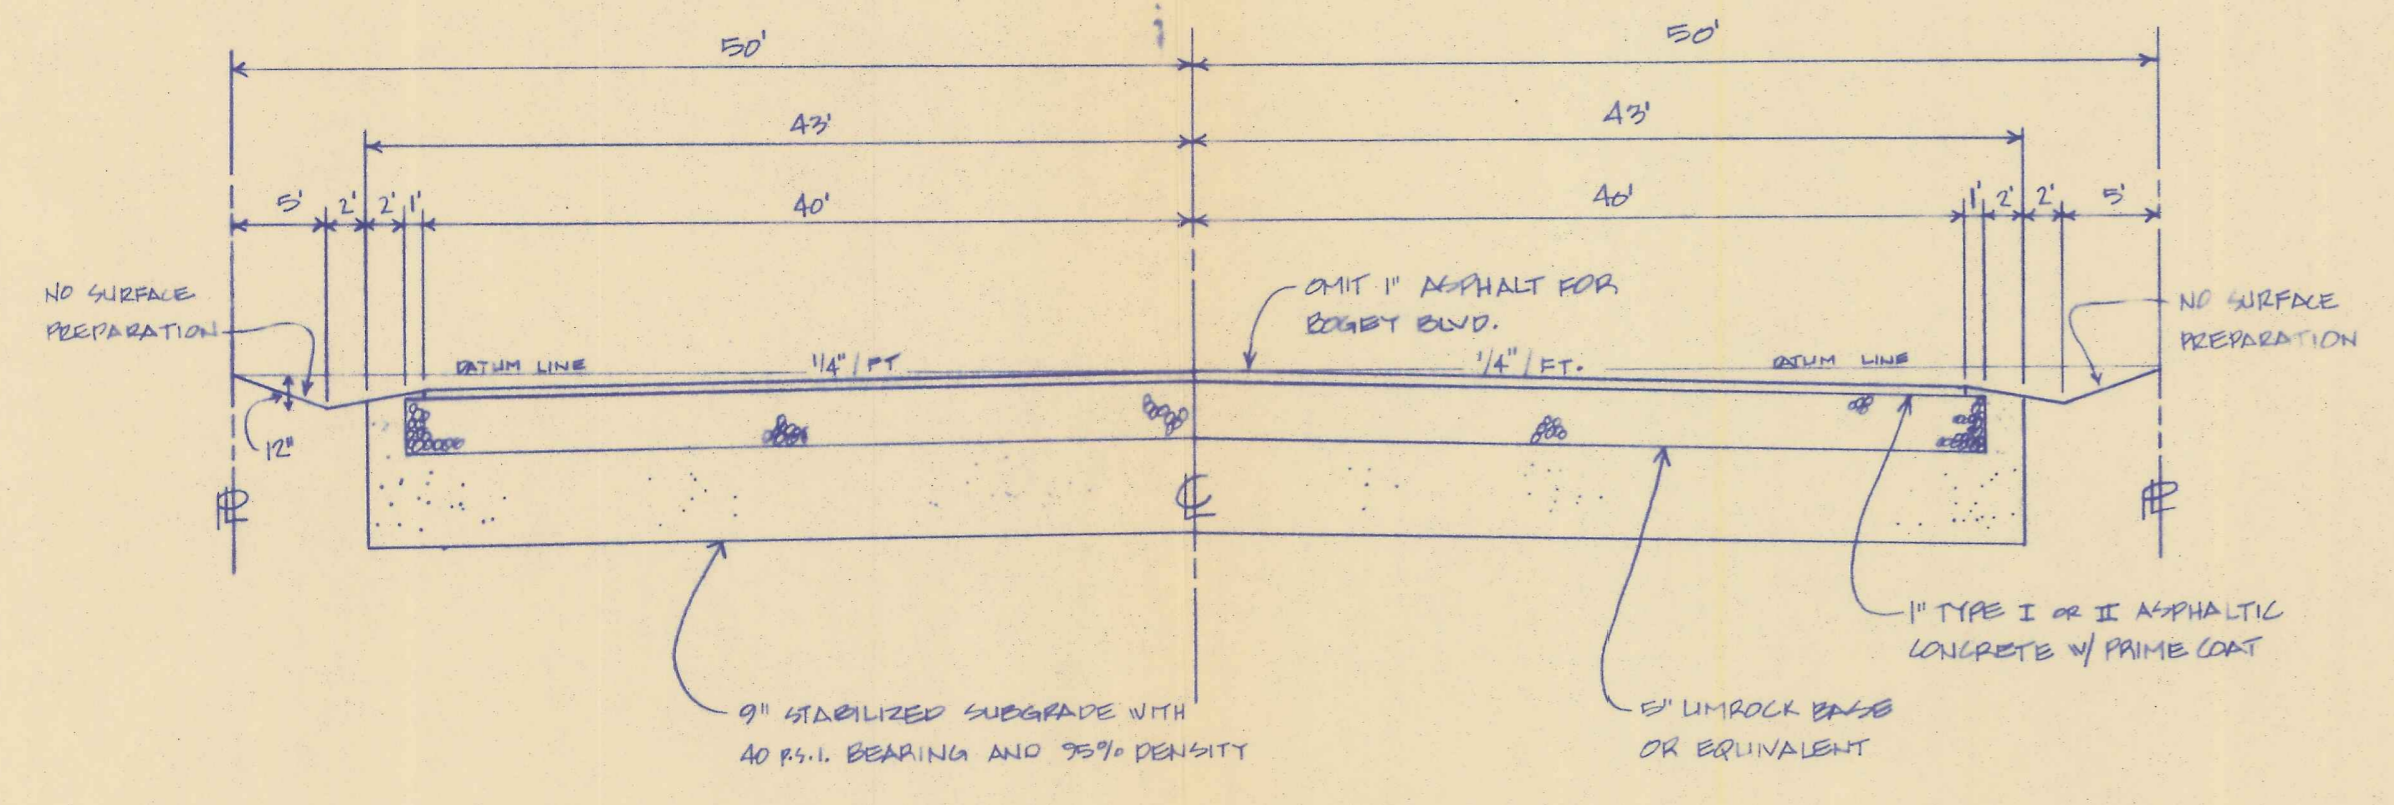 50' 50'
43' 43'
5' 2' 2' 1' 40' 40' 1' 2' 2' 5'
NO SURFACE
PREPARATION
OMIT 1" ASPHALT FOR
BOGEY BLVD.
NO SURFACE
PREPARATION
DATUM LINE 1/4"/FT 1/4"/FT. DATUM LINE
12"
PL CL PL
1" TYPE I OR II ASPHALTIC
CONCRETE W/ PRIME COAT
9" STABILIZED SUBGRADE WITH
40 P.S.I. BEARING AND 95% DENSITY
5" LIMROCK BASE
OR EQUIVALENT